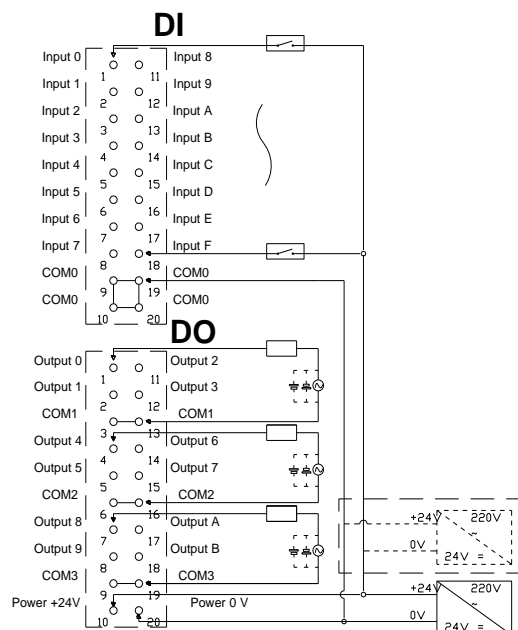 DI
Input 0 Input 8
1 11
Input 1 Input 9
2 12
Input 2 Input A
3 13
Input 3 Input B
4 14
Input 4 Input C
5 15
Input 5 Input D
6 16
Input 6 Input E
7 17
Input 7 Input F
8 18
COM0 COM0
9 19
COM0 COM0
10 20
DO
Output 0 Output 2
1 11
Output 1 Output 3
2 12
COM1 COM1
3 13
Output 4 Output 6
4 14
Output 5 Output 7
5 15
COM2 COM2
6 16
Output 8 Output A
7 17
Output 9 Output B
8 18
COM3 COM3
9 19
Power +24V Power 0 V
10 20
+24V 220V
~
0V
24V =
+24V 220V
~
0V
24V =